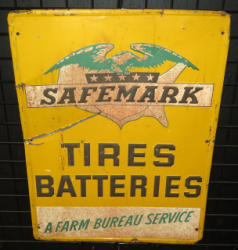 SAFEMARK
TIRES
BATTERIES
A FARM BUREAU SERVICE